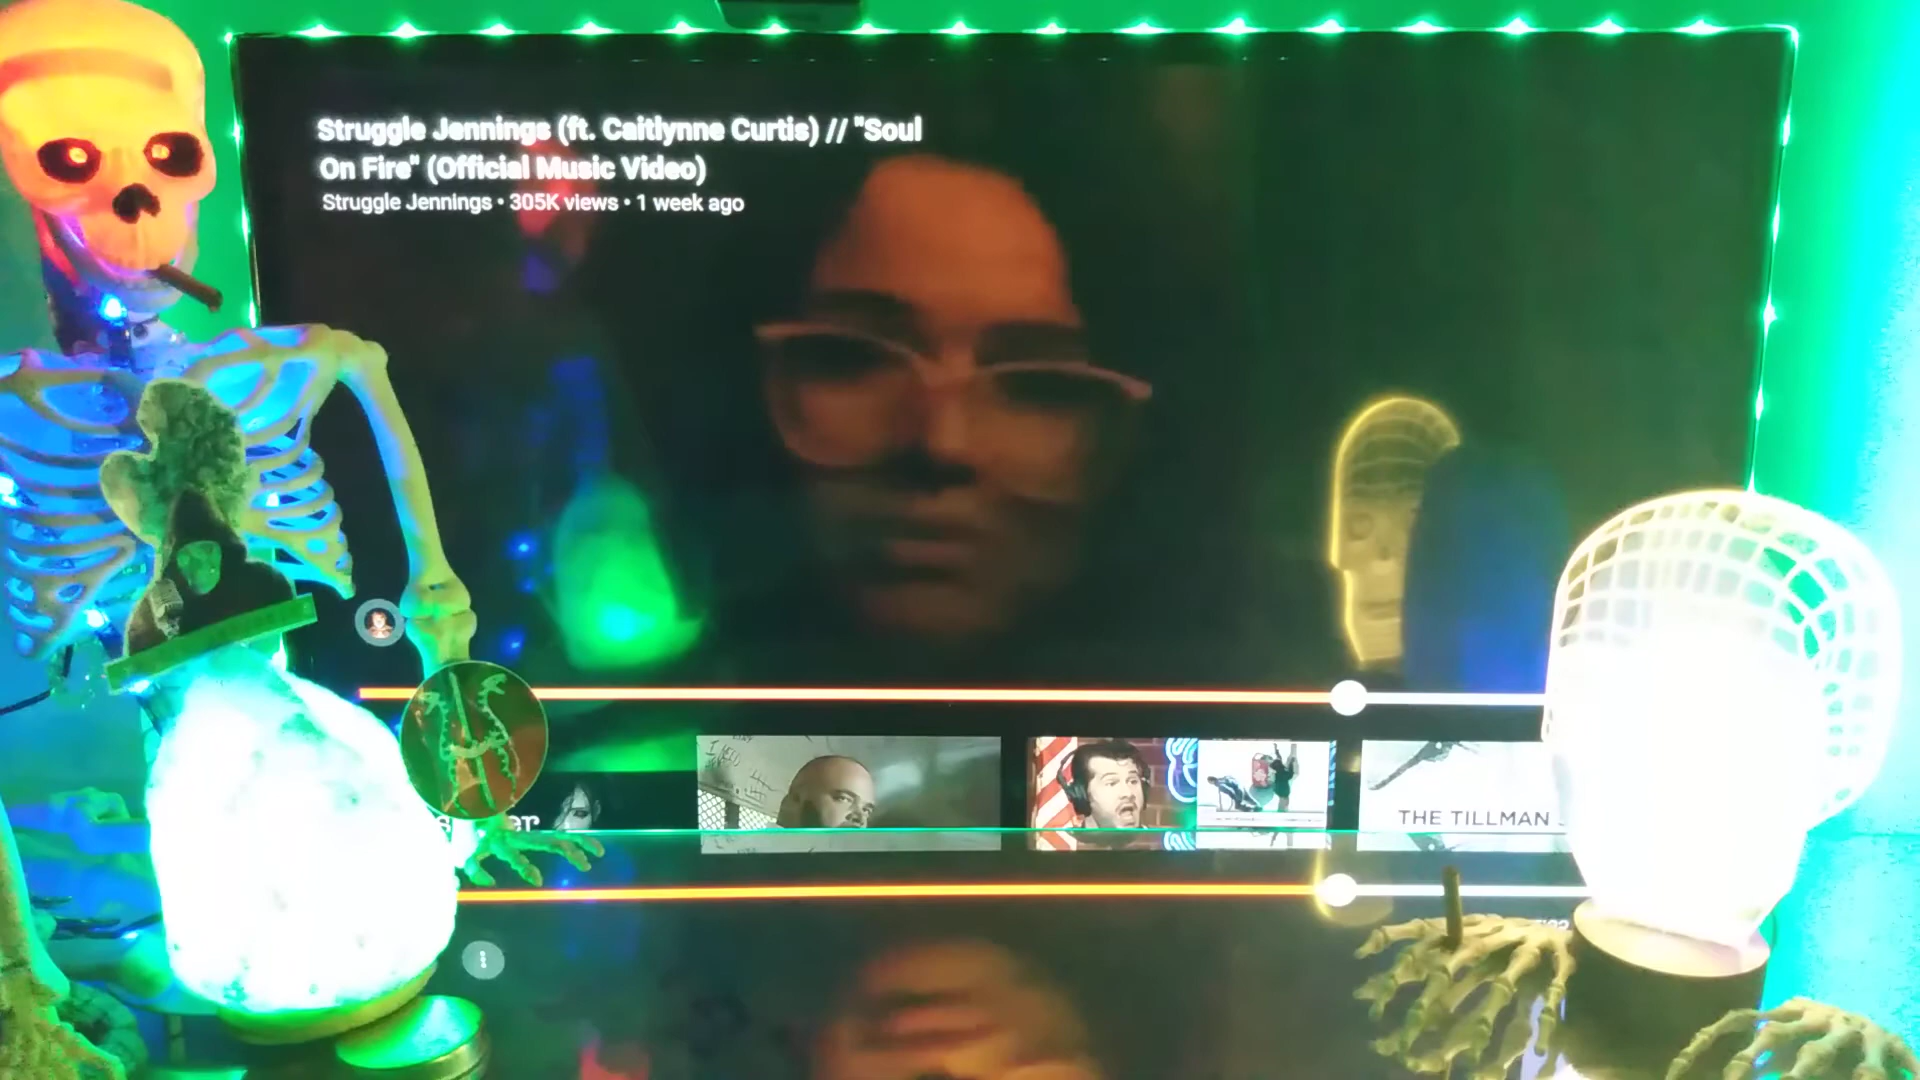 Struggle Jennings (ft. Caitlynne Curtis) // "Soul
On Fire" (Official Music Video)
Struggle Jennings • 305K views • 1 week ago
I NEED
THE TILLMAN